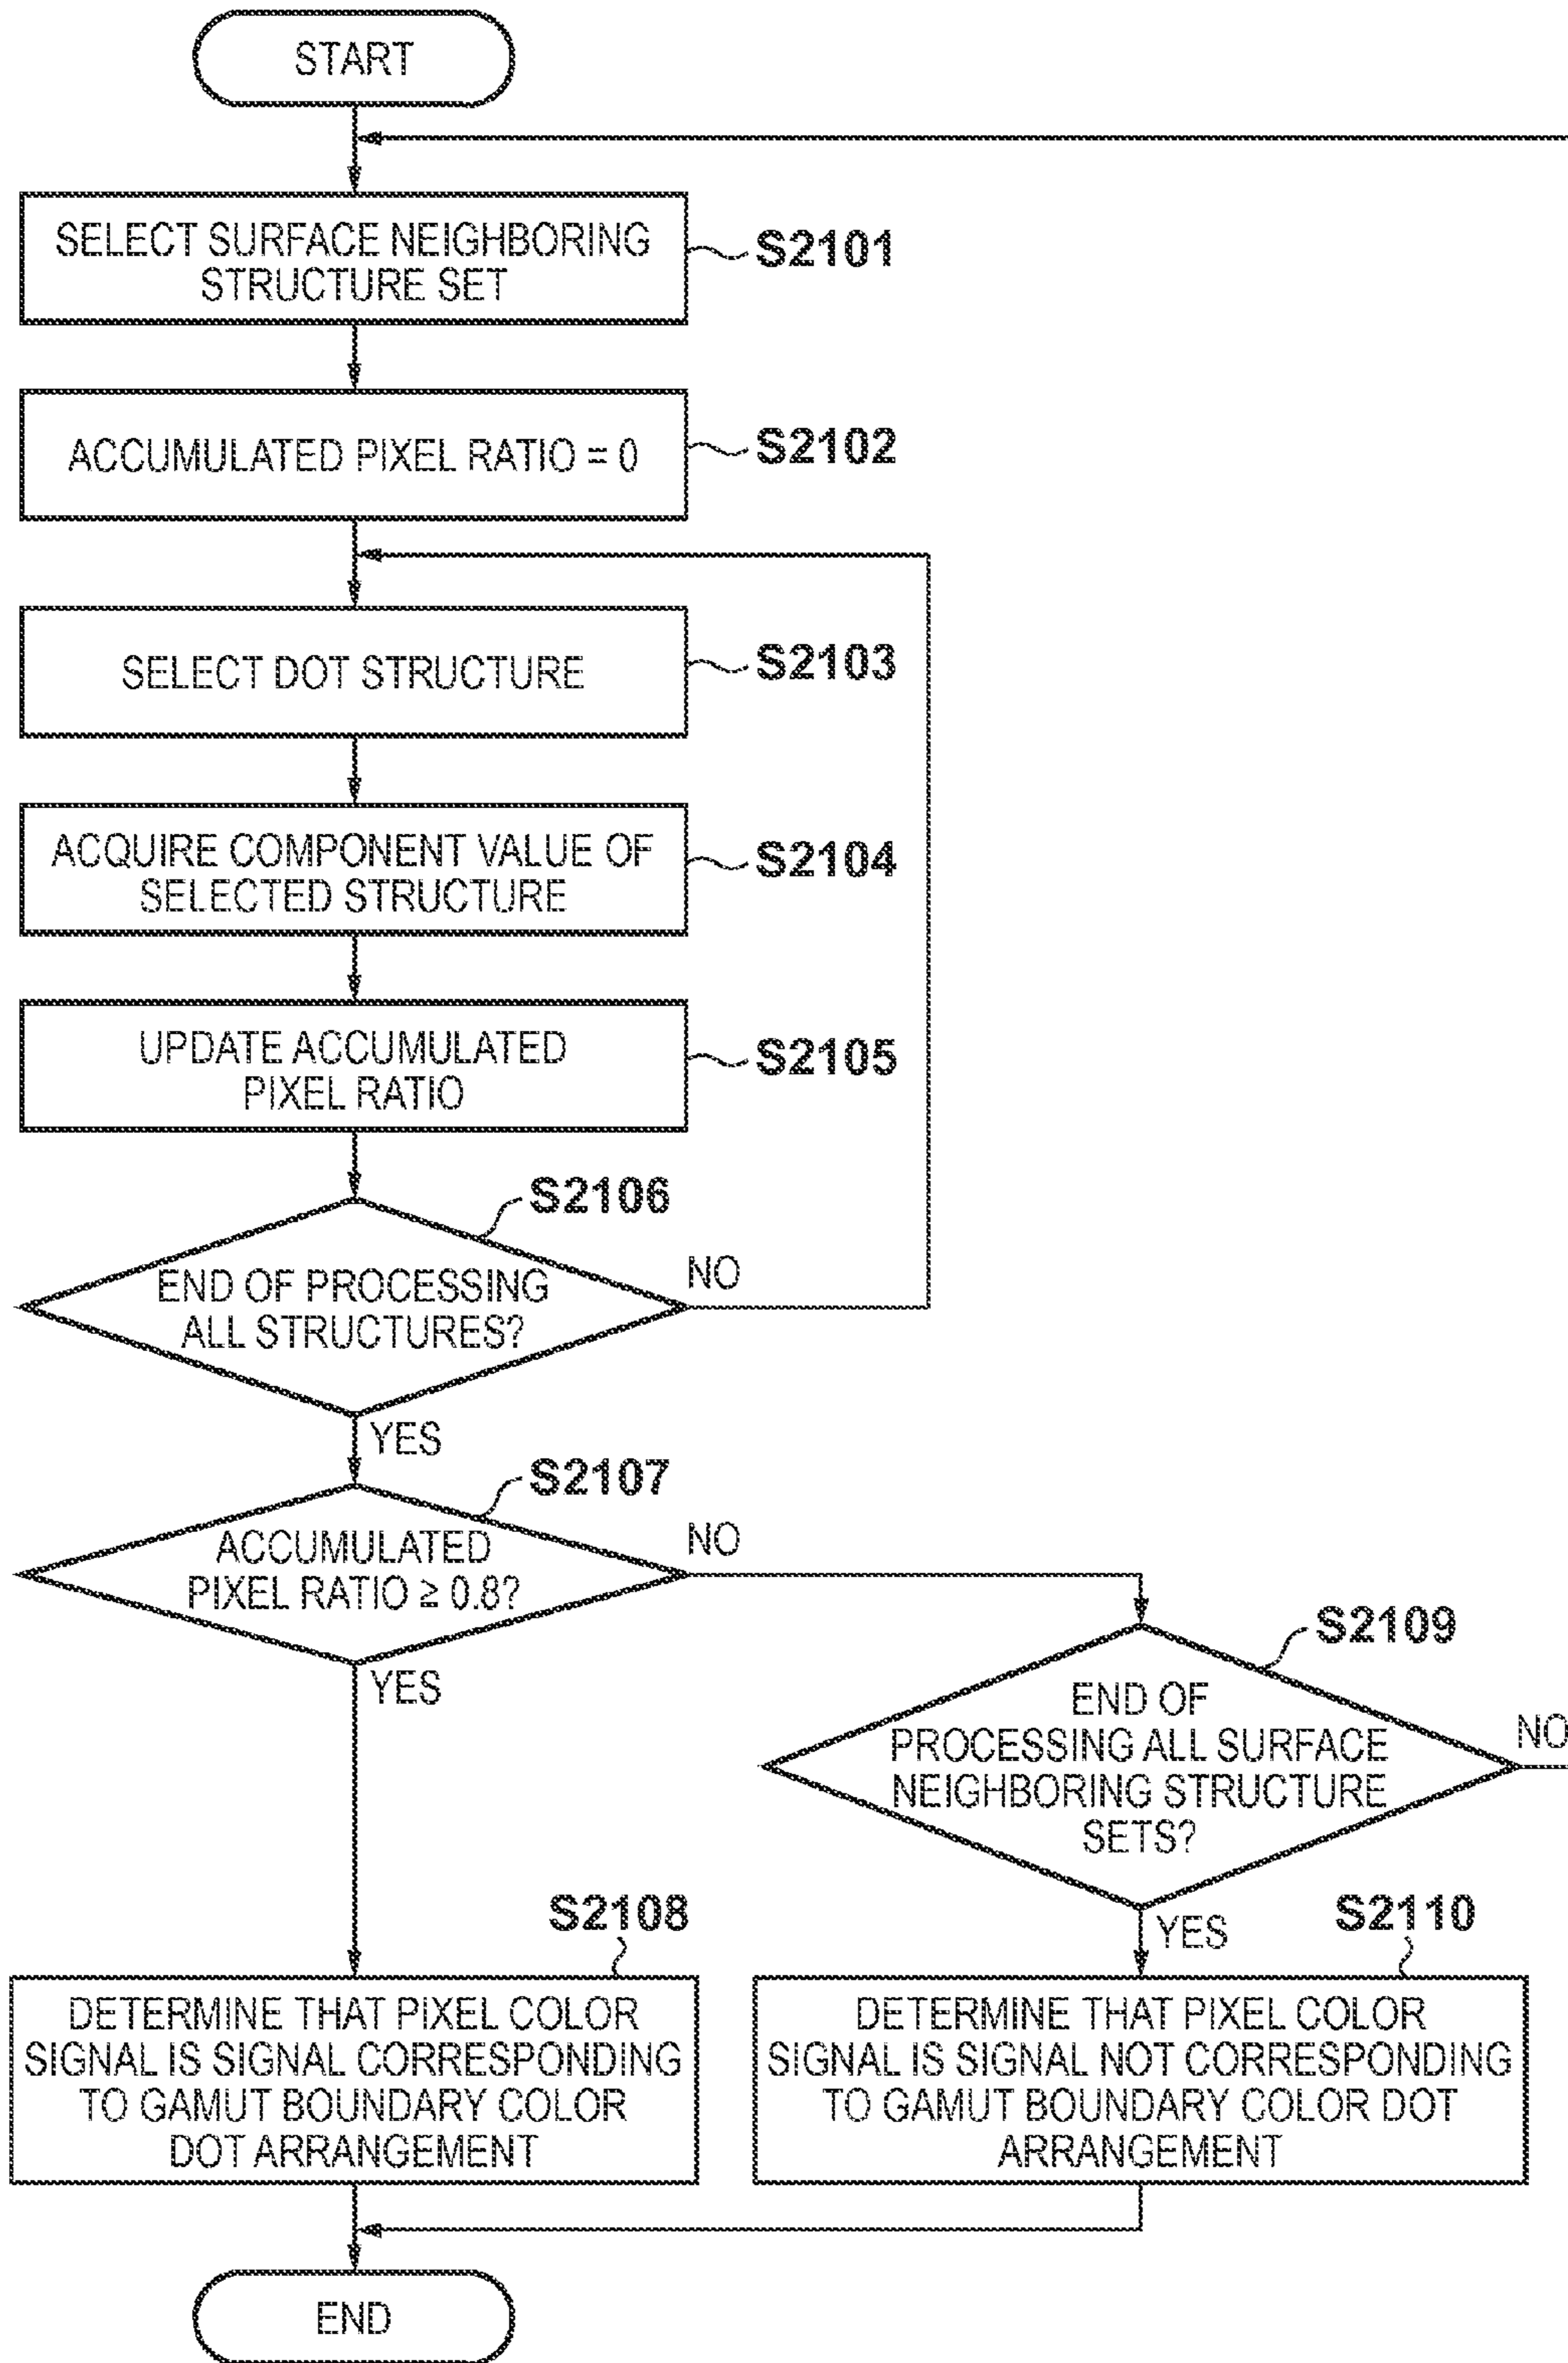 START
SELECT SURFACE NEIGHBORING
STRUCTURE SET
S2101
ACCUMULATED PIXEL RATIO = 0
S2102
SELECT DOT STRUCTURE
S2103
ACQUIRE COMPONENT VALUE OF
SELECTED STRUCTURE
S2104
UPDATE ACCUMULATED
PIXEL RATIO
S2105
S2106
END OF PROCESSING
ALL STRUCTURES?
NO
YES
S2107
ACCUMULATED
PIXEL RATIO ≥ 0.8?
NO
YES
S2109
END OF
PROCESSING ALL SURFACE
NEIGHBORING STRUCTURE
SETS?
NO
YES
S2108
DETERMINE THAT PIXEL COLOR
SIGNAL IS SIGNAL CORRESPONDING
TO GAMUT BOUNDARY COLOR
DOT ARRANGEMENT
S2110
DETERMINE THAT PIXEL COLOR
SIGNAL IS SIGNAL NOT CORRESPONDING
TO GAMUT BOUNDARY COLOR DOT
ARRANGEMENT
END